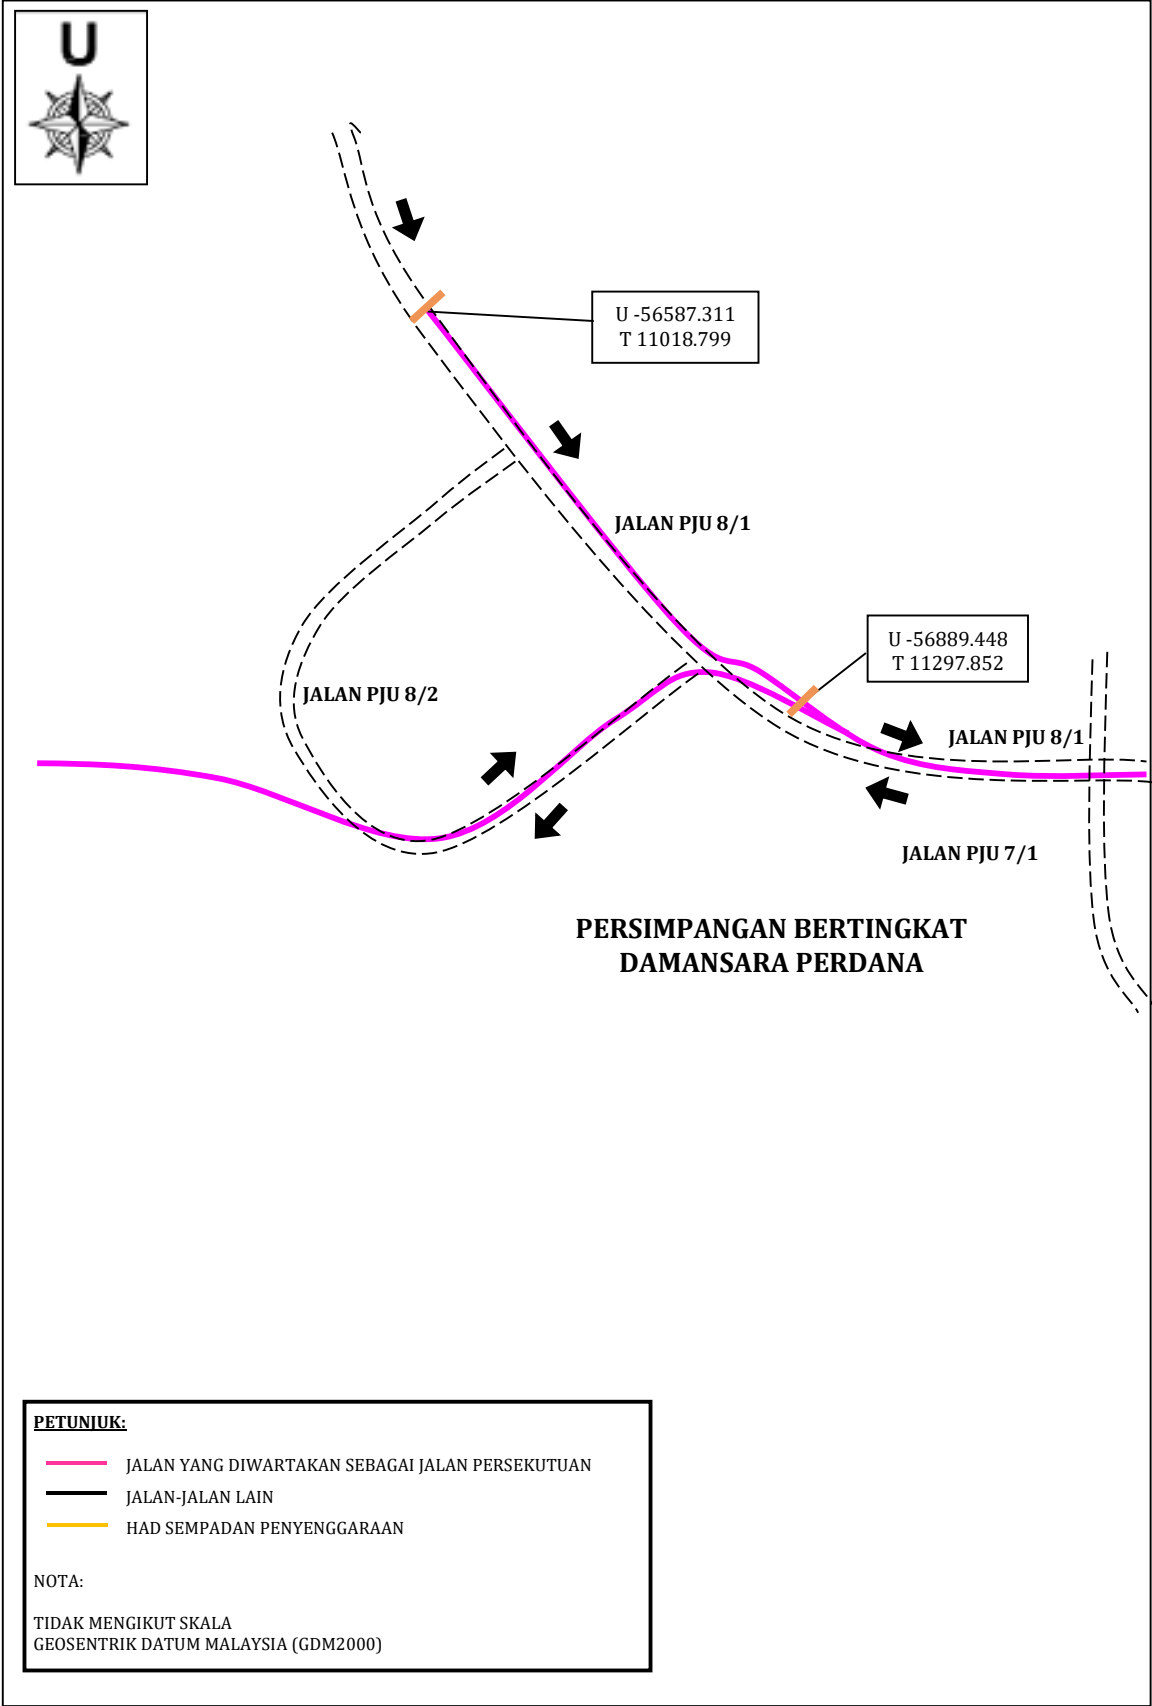 U
U -56587.311
T 11018.799
JALAN PJU 8/1
U -56889.448
T 11297.852
JALAN PJU 8/2
JALAN PJU 8/1
JALAN PJU 7/1
PERSIMPANGAN BERTINGKAT
DAMANSARA PERDANA
PETUNJUK:
JALAN YANG DIWARTAKAN SEBAGAI JALAN PERSEKUTUAN
JALAN-JALAN LAIN
HAD SEMPADAN PENYENGGARAAN
NOTA:
TIDAK MENGIKUT SKALA
GEOSENTRIK DATUM MALAYSIA (GDM2000)